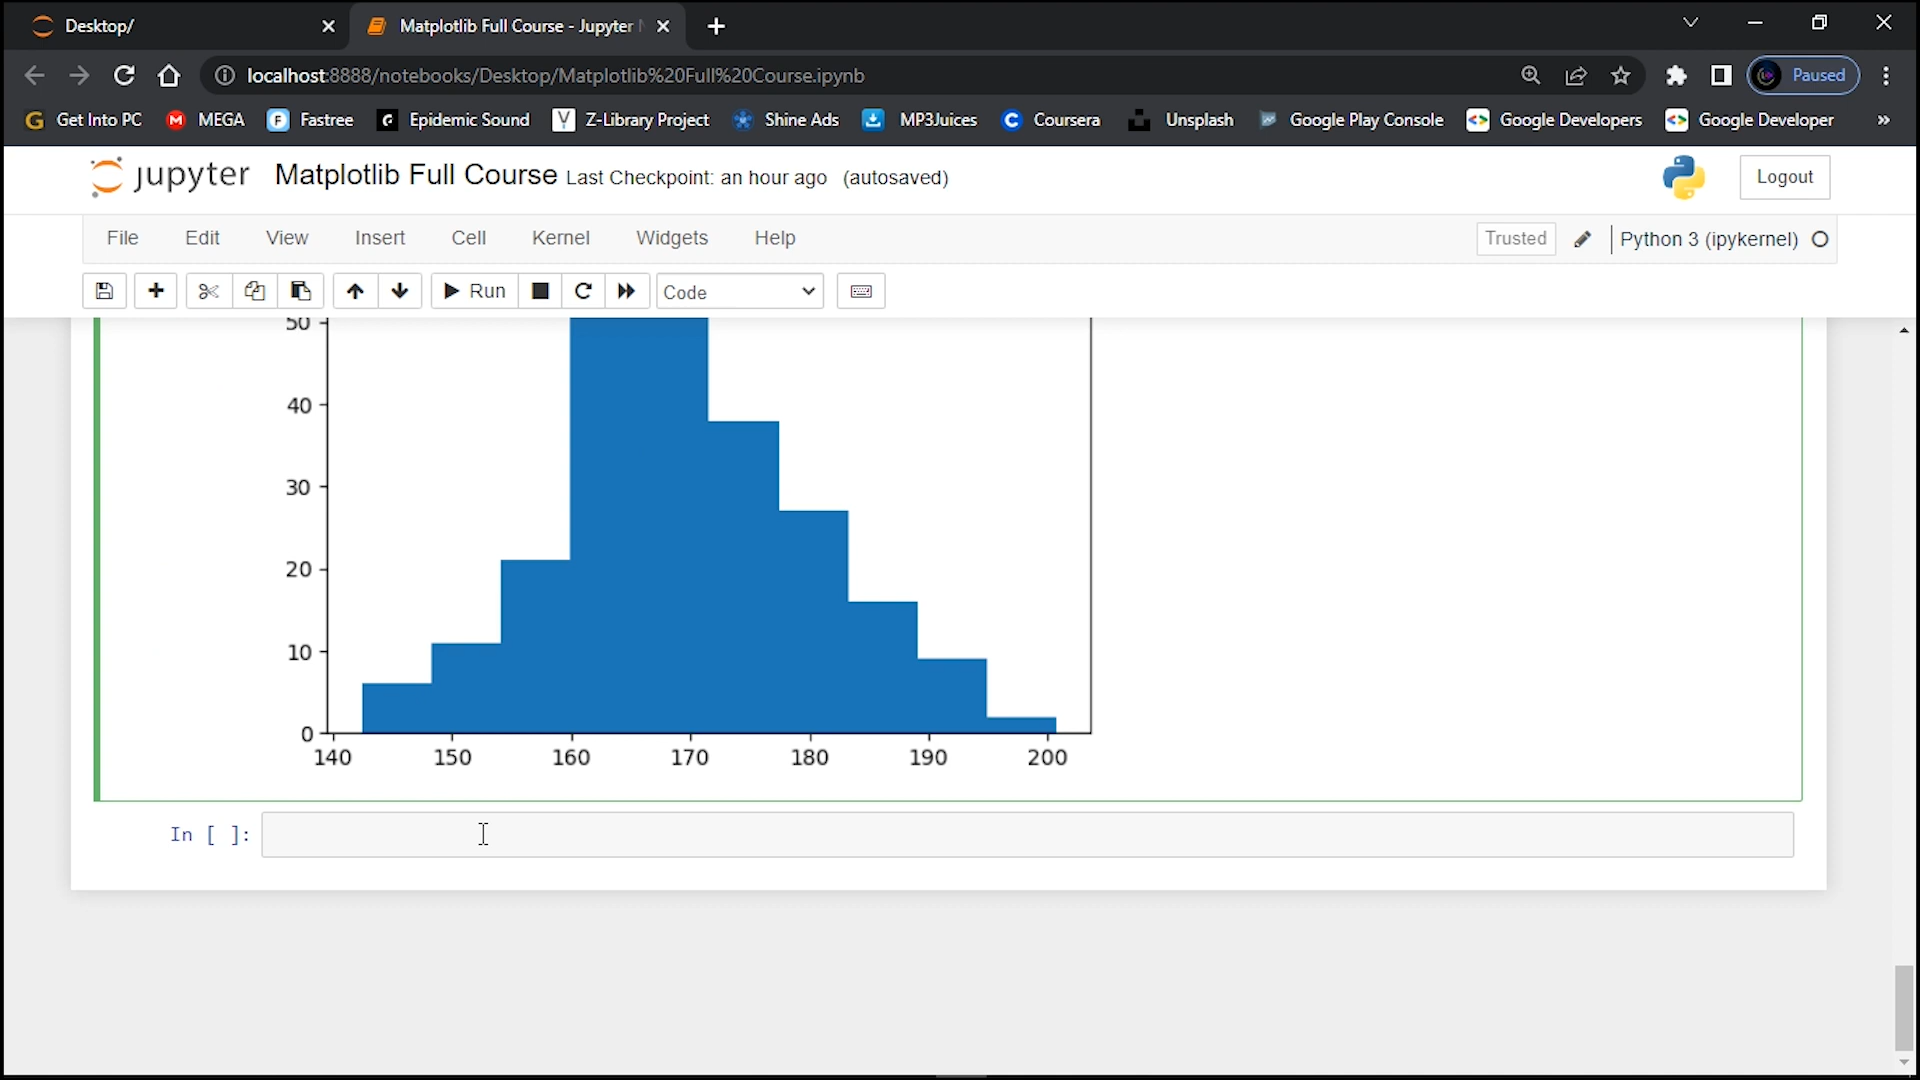 Desktop/
Matplotlib Full Course - Jupyter
localhost:8888/notebooks/Desktop/Matplotlib%20Full%20Course.ipynb
Paused
G Get Into PC
M MEGA
F Fastree
Epidemic Sound
Z-Library Project
Shine Ads
MP3Juices
C Coursera
Unsplash
Google Play Console
Google Developers
Google Developer
»
jupyter Matplotlib Full Course Last Checkpoint: an hour ago (autosaved)
Logout
File Edit View Insert Cell Kernel Widgets Help
Trusted
Python 3 (ipykernel)
Run
Code
50
40
30
20
10
0
140 150 160 170 180 190 200
In [ ]: